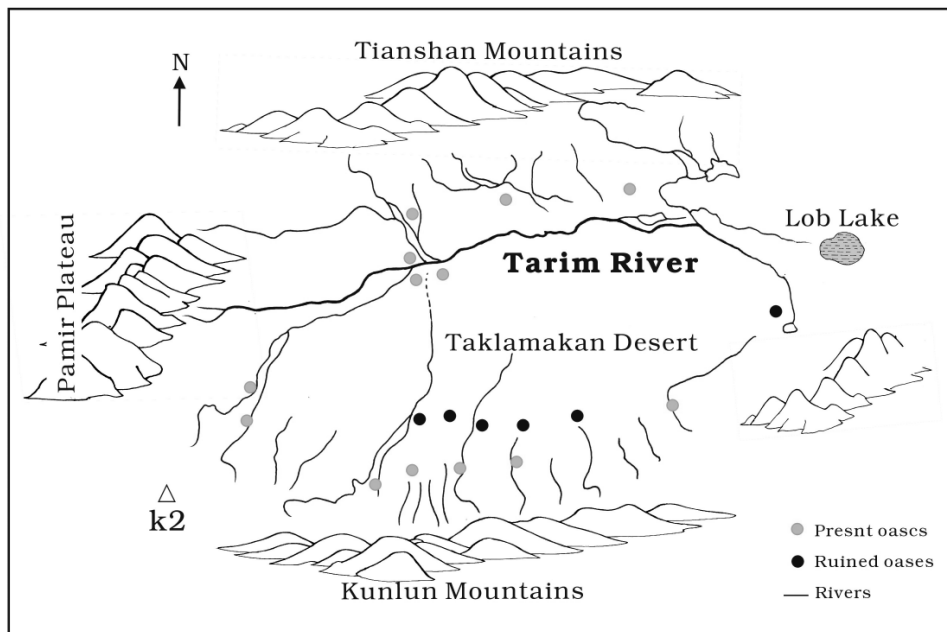 Tianshan Mountains
N
Lob Lake
Tarim River
Pamir Plateau
Taklamakan Desert
k2
Presnt oascs
Ruined oases
Rivers
Kunlun Mountains